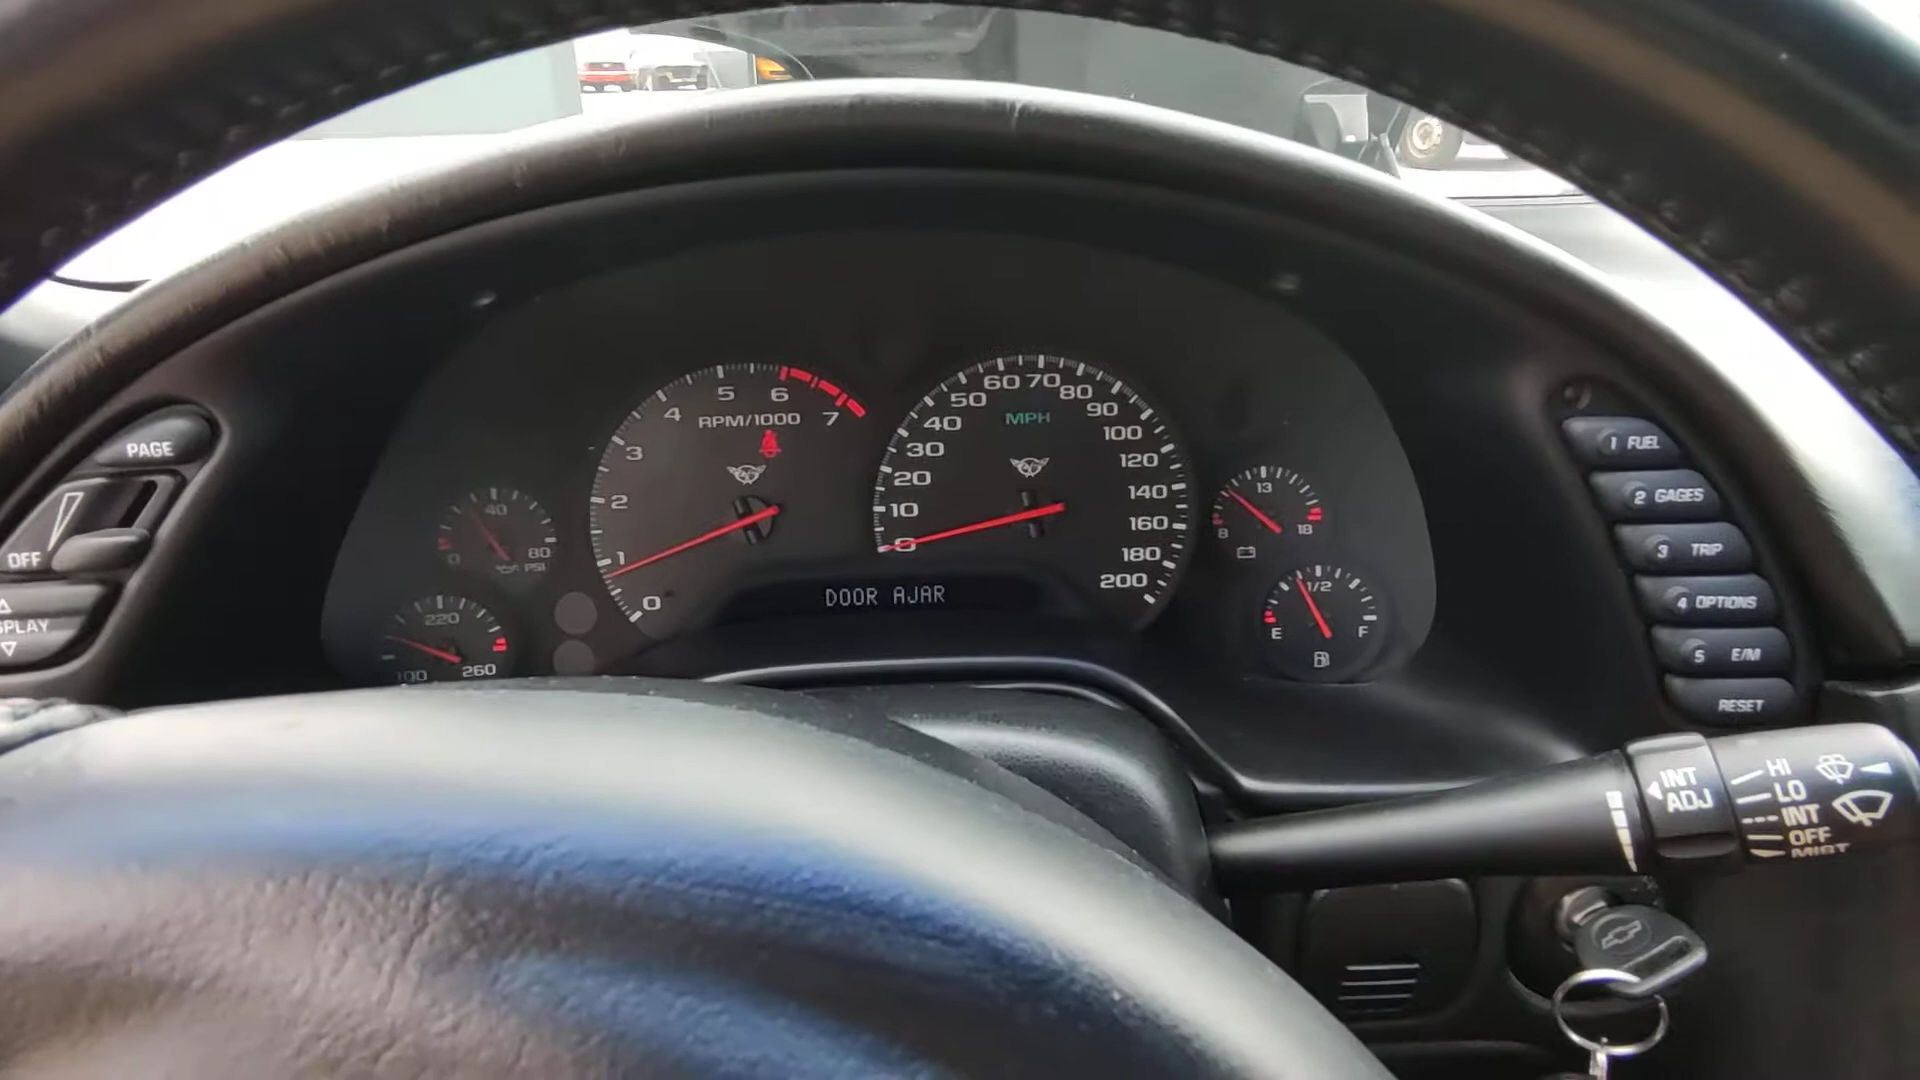 PAGE
OFF
0
40
80
PSI
220
260
0
1
2
3
4
5
6
7
RPM/1000
0
10
20
30
40
50
60
70
80
90
100
120
140
160
180
200
MPH
DOOR AJAR
8
13
18
E
1/2
F
1 FUEL
2 GAGES
3 TRIP
4 OPTIONS
5 E/M
RESET
INT
ADJ
HI
LO
INT
OFF
MIST